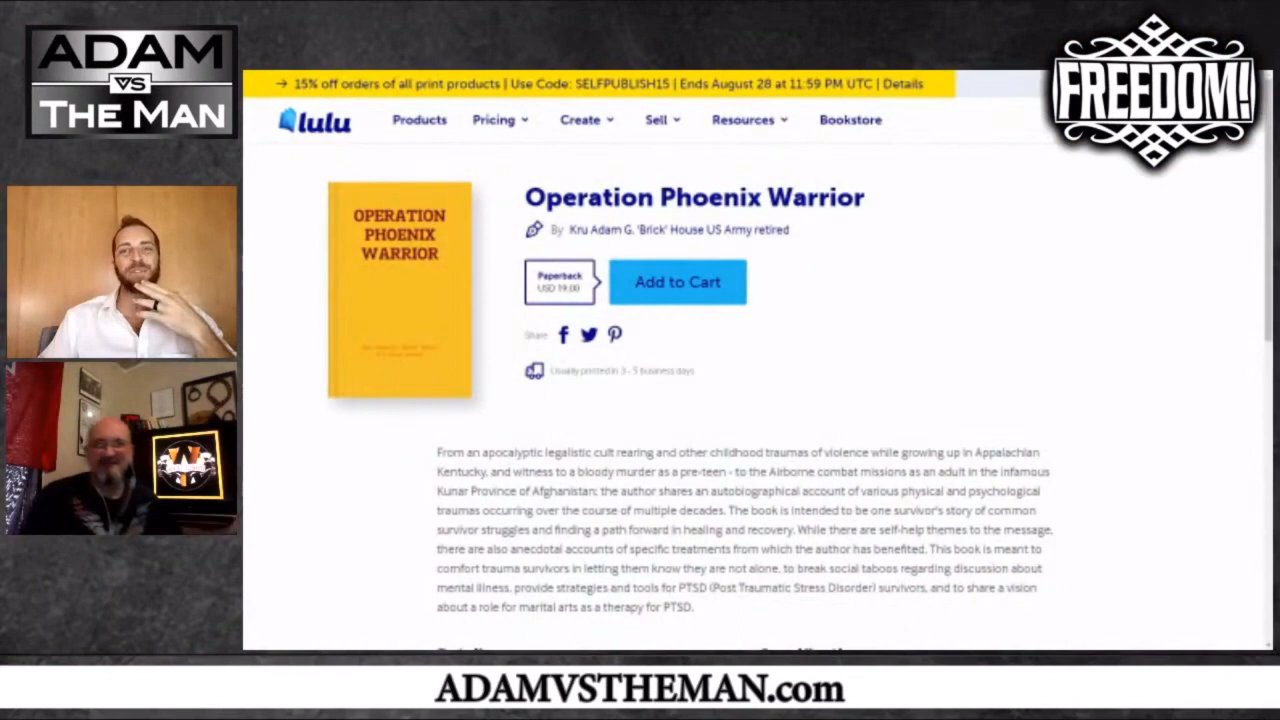 ADAM
VS
THE MAN
FREEDOM!
→ 15% off orders of all print products | Use Code: SELFPUBLISH15 | Ends August 28 at 11:59 PM UTC | Details
lulu
Products Pricing Create Sell Resources Bookstore
OPERATION
PHOENIX
WARRIOR
Operation Phoenix Warrior
By Kru Adam G. 'Brick' House US Army retired
Paperback
USD 19.00
Add to Cart
Share
Usually printed in 3 - 5 business days
From an apocalyptic legalistic cult rearing and other childhood traumas of violence while growing up in Appalachian
Kentucky, and witness to a bloody murder as a pre-teen - to the Airborne combat missions as an adult in the infamous
Kunar Province of Afghanistan; the author shares an autobiographical account of various physical and psychological
traumas occurring over the course of multiple decades. The book is intended to be one survivor's story of common
survivor struggles and finding a path forward in healing and recovery. While there are self-help themes to the message,
there are also anecdotal accounts of specific treatments from which the author has benefited. This book is meant to
comfort trauma survivors in letting them know they are not alone, to break social taboos regarding discussion about
mental illness, provide strategies and tools for PTSD (Post Traumatic Stress Disorder) survivors, and to share a vision
about a role for marital arts as a therapy for PTSD.
ADAMVSTHEMAN.com